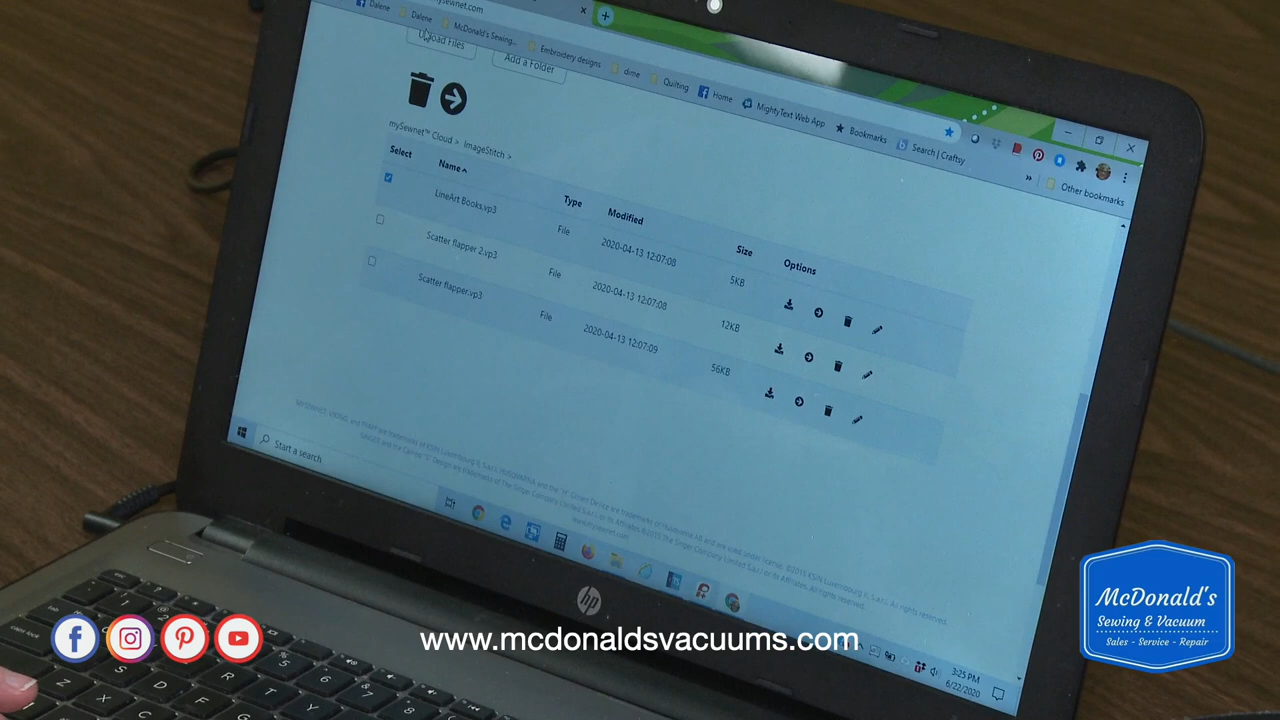 mysewnet.com
Dalene
Dalene
McDonald's Sewing...
Embroidery designs
dime
Quilting
Home
MightyText Web App
Bookmarks
Search | Craftsy
Other bookmarks
Upload Files
Add a Folder
mySewnet™ Cloud > ImageStitch >
Select Name Type Modified Size Options
LineArt Books.vp3 File 2020-04-13 12:07:08 5KB
Scatter flapper 2.vp3 File 2020-04-13 12:07:08 12KB
Scatter flapper.vp3 File 2020-04-13 12:07:09 56KB
www.mysewnet.com
Start a search
3:25 PM
6/22/2020
hp
www.mcdonaldsvacuums.com
McDonald's
Sewing & Vacuum
Sales - Service - Repair